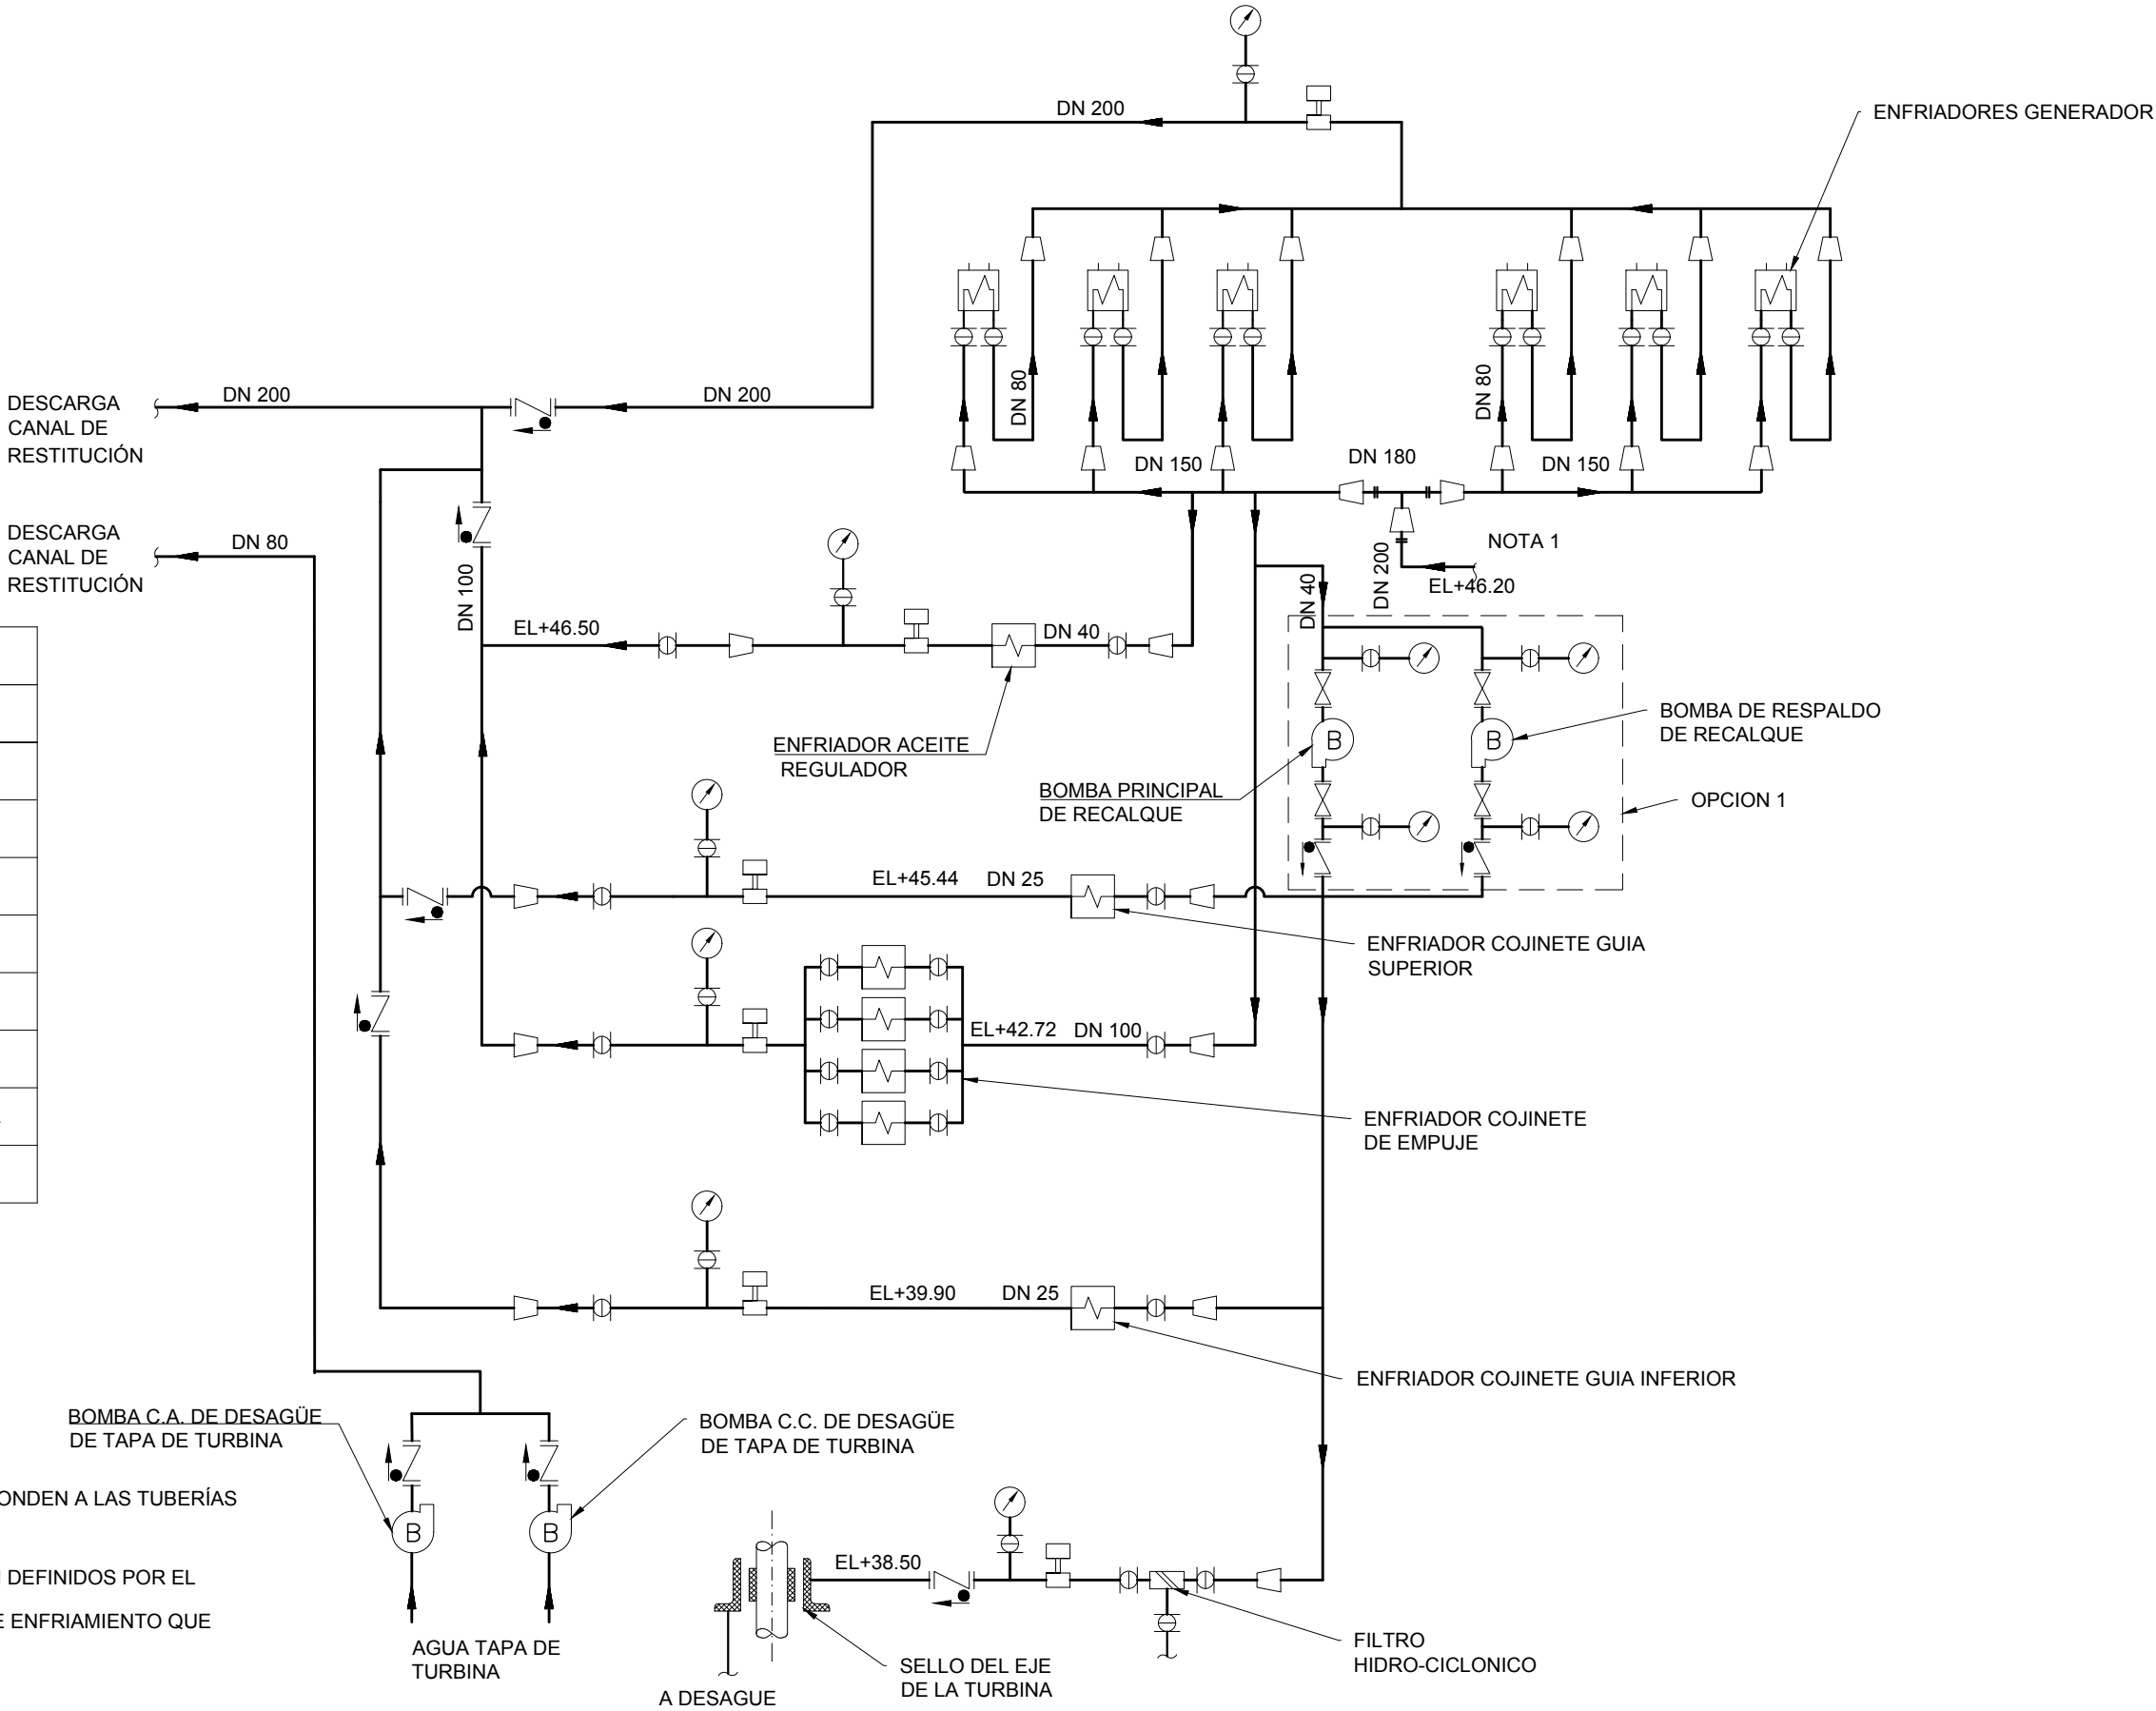 DN 200
ENFRIADORES GENERADOR
DESCARGA
CANAL DE
RESTITUCIÓN
DN 200
DN 200
DN 80
DN 80
DN 150
DN 180
DN 150
DESCARGA
CANAL DE
RESTITUCIÓN
DN 80
DN 100
NOTA 1
DN 200
EL+46.20
DN 40
EL+46.50
DN 40
ENFRIADOR ACEITE
REGULADOR
B
B
BOMBA DE RESPALDO
DE RECALQUE
BOMBA PRINCIPAL
DE RECALQUE
OPCION 1
EL+45.44
DN 25
ENFRIADOR COJINETE GUIA
SUPERIOR
EL+42.72
DN 100
ENFRIADOR COJINETE
DE EMPUJE
EL+39.90
DN 25
ENFRIADOR COJINETE GUIA INFERIOR
BOMBA C.A. DE DESAGÜE
DE TAPA DE TURBINA
BOMBA C.C. DE DESAGÜE
DE TAPA DE TURBINA
ONDEN A LAS TUBERÍAS
B
B
EL+38.50
DEFINIDOS POR EL
E ENFRIAMIENTO QUE
AGUA TAPA DE
TURBINA
A DESAGUE
SELLO DEL EJE
DE LA TURBINA
FILTRO
HIDRO-CICLONICO